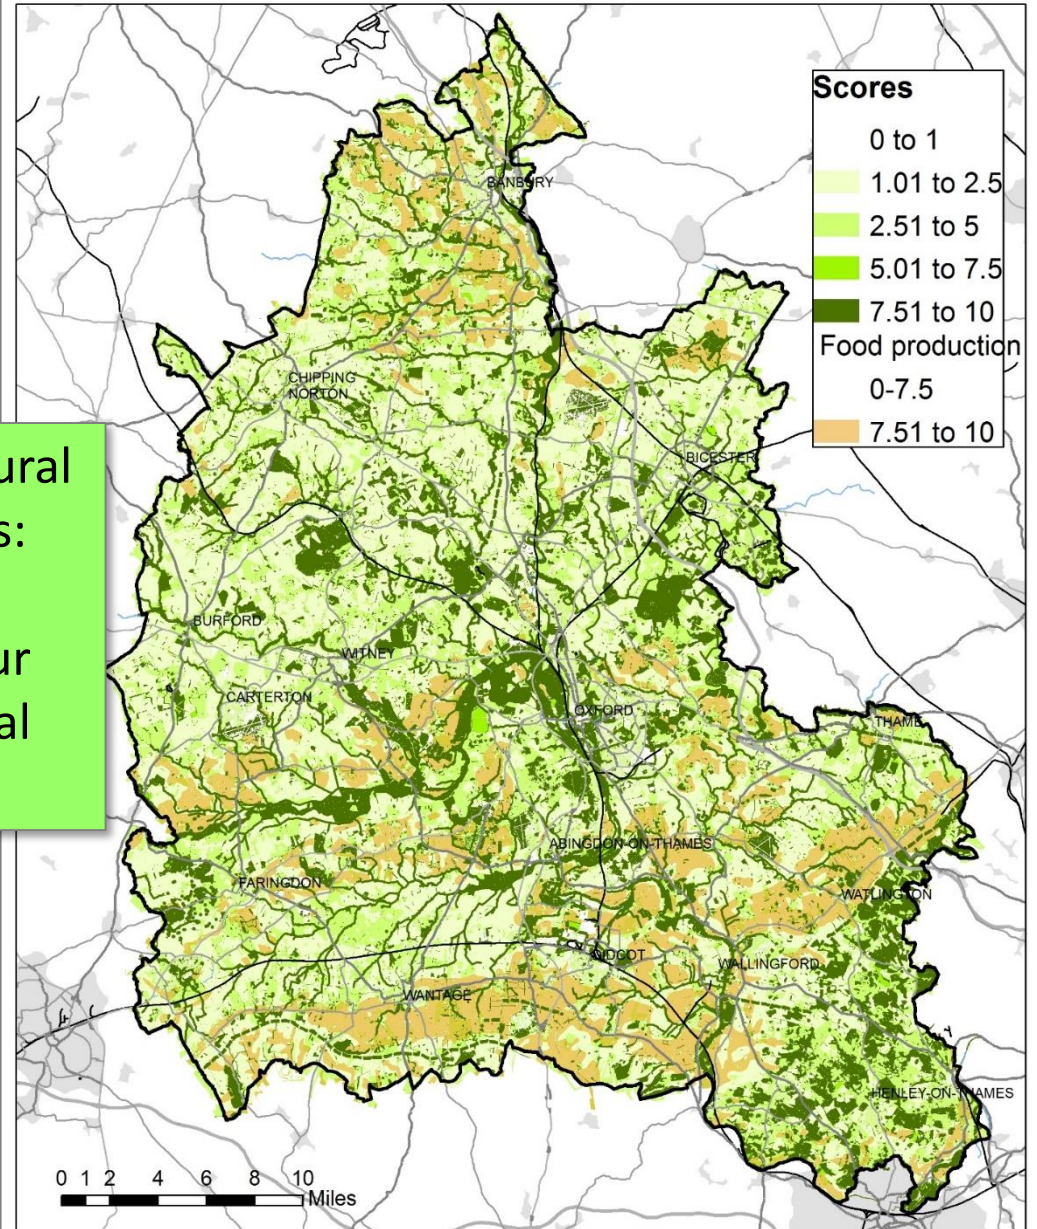 Scores
0 to 1
1.01 to 2.5
2.51 to 5
5.01 to 7.5
7.51 to 10
Food production
0-7.5
7.51 to 10
BANBURY
CHIPPING
NORTON
BICESTER
BURFORD
WITNEY
CARTERTON
OXFORD
THAME
ABINGDON-ON-THAMES
FARINGDON
WATLINGTON
DIDCOT
WALLINGFORD
WANTAGE
HENLEY-ON-THAMES
0 1 2 4 6 8 10
Miles